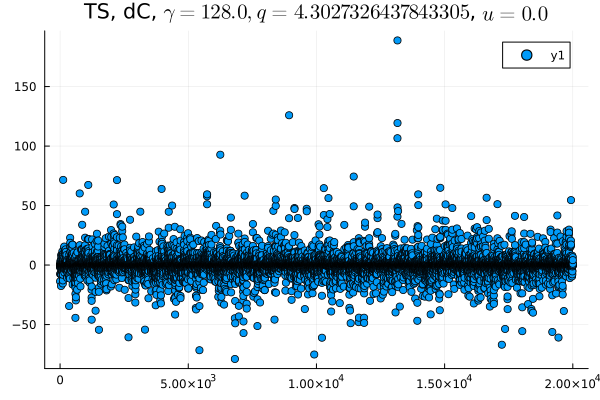 TS, dC, γ = 128.0, q = 4.3027326437843305, u = 0.0
y1
150
100
50
0
−50
0 5.00×10³ 1.00×10⁴ 1.50×10⁴ 2.00×10⁴